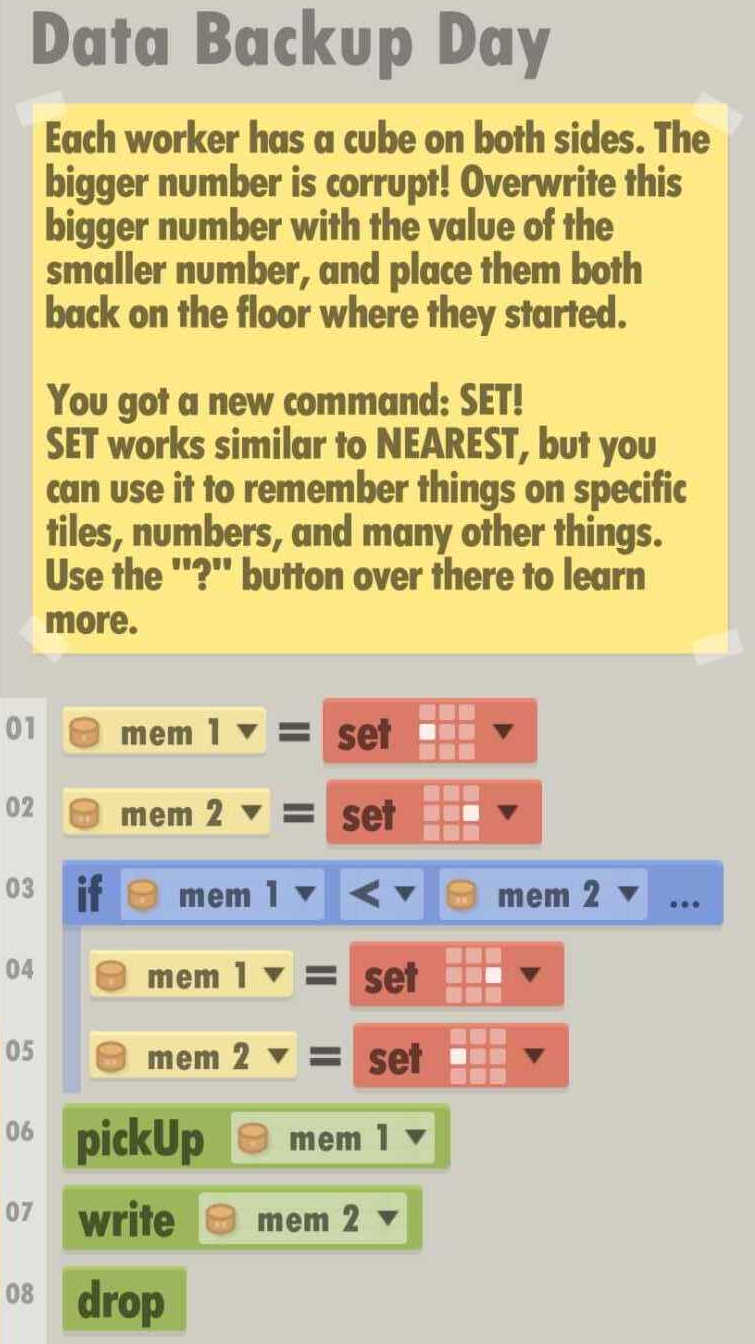 Data Backup Day
Each worker has a cube on both sides. The
bigger number is corrupt! Overwrite this
bigger number with the value of the
smaller number, and place them both
back on the floor where they started.
You got a new command: SET!
SET works similar to NEAREST, but you
can use it to remember things on specific
tiles, numbers, and many other things.
Use the "?" button over there to learn
more.
01 mem 1 = set
02 mem 2 = set
03 if mem 1 < mem 2 ...
04 mem 1 = set
05 mem 2 = set
06 pickUp mem 1
07 write mem 2
08 drop